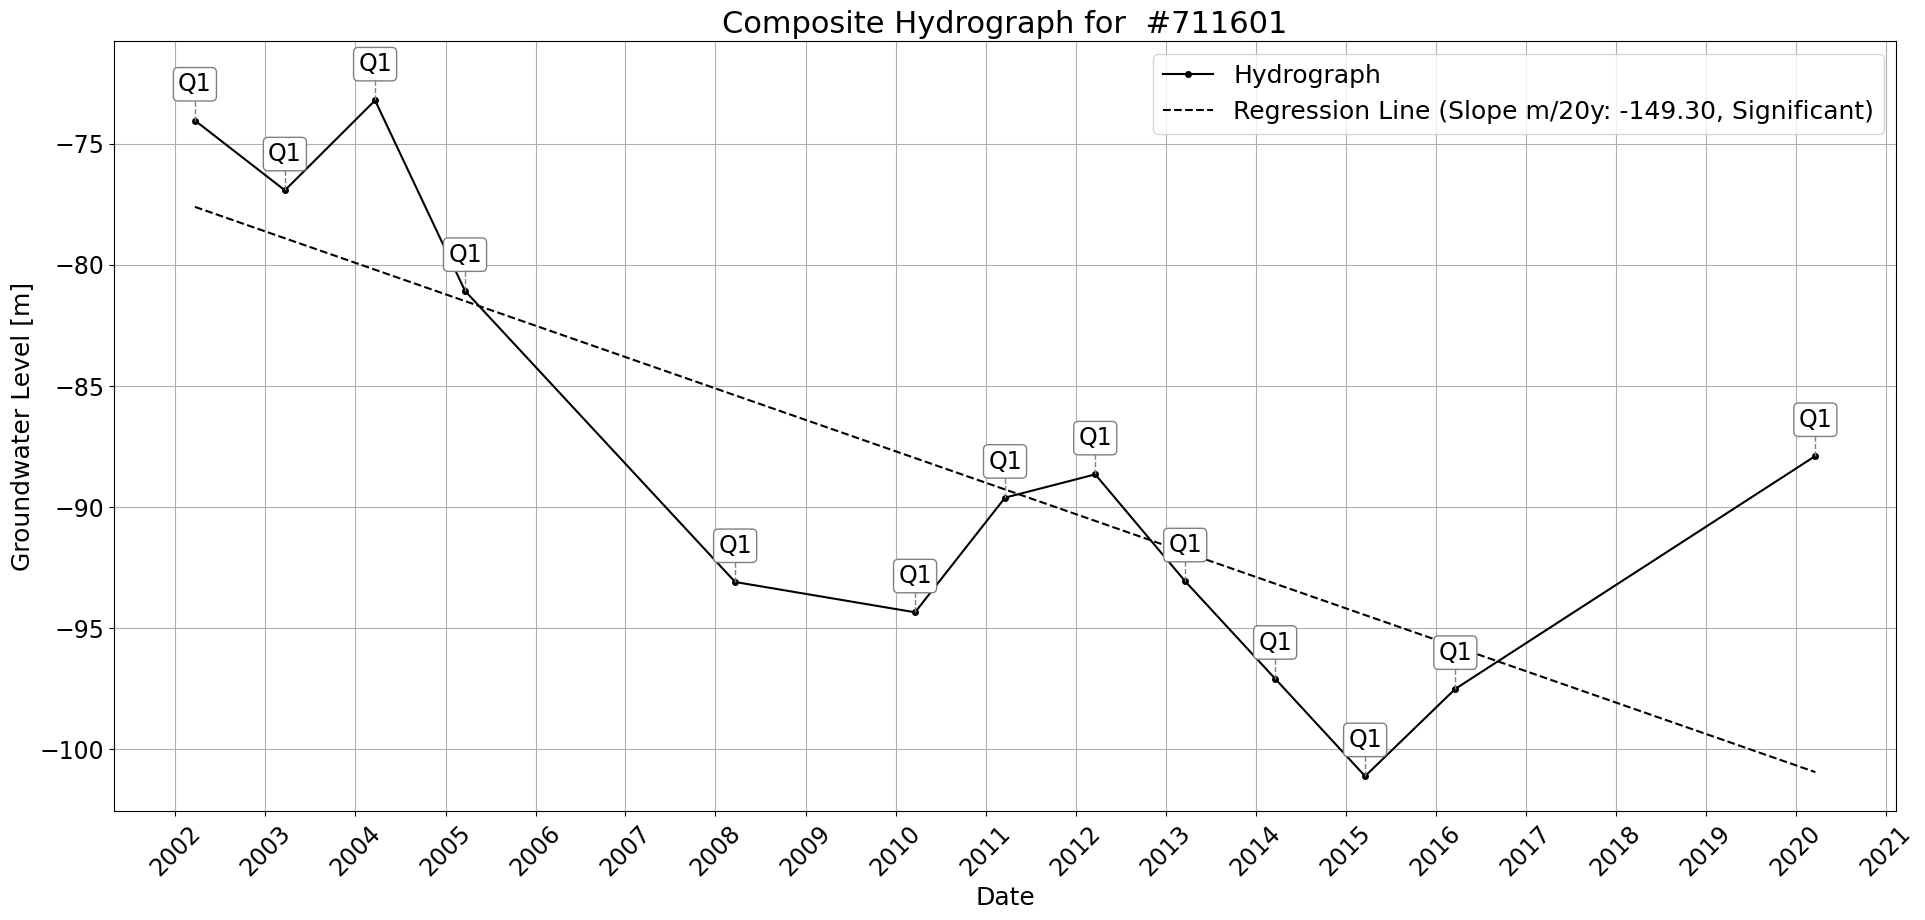 Composite Hydrograph for  #711601
Hydrograph
Regression Line (Slope m/20y: -149.30, Significant)
Groundwater Level [m]
−75
−80
−85
−90
−95
−100
Q1
Q1
Q1
Q1
Q1
Q1
Q1
Q1
Q1
Q1
Q1
Q1
Q1
2002
2003
2004
2005
2006
2007
2008
2009
2010
2011
2012
2013
2014
2015
2016
2017
2018
2019
2020
2021
Date